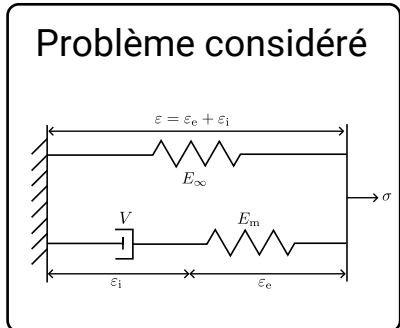 Problème considéré
ε = εe + εi
E∞
σ
V
Em
εi
εe